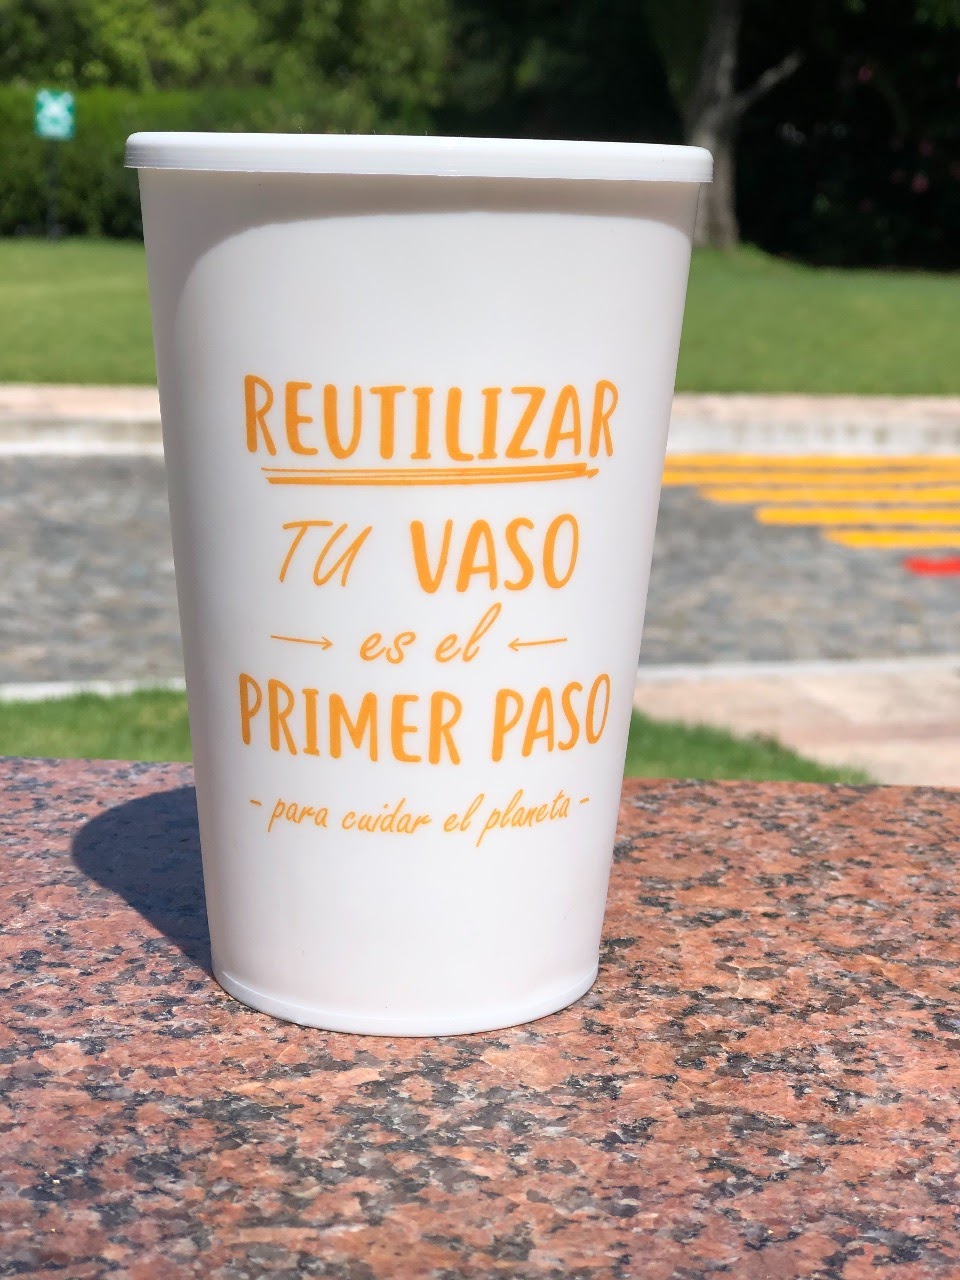 REUTILIZAR
TU VASO
→ es el ←
PRIMER PASO
- para cuidar el planeta -